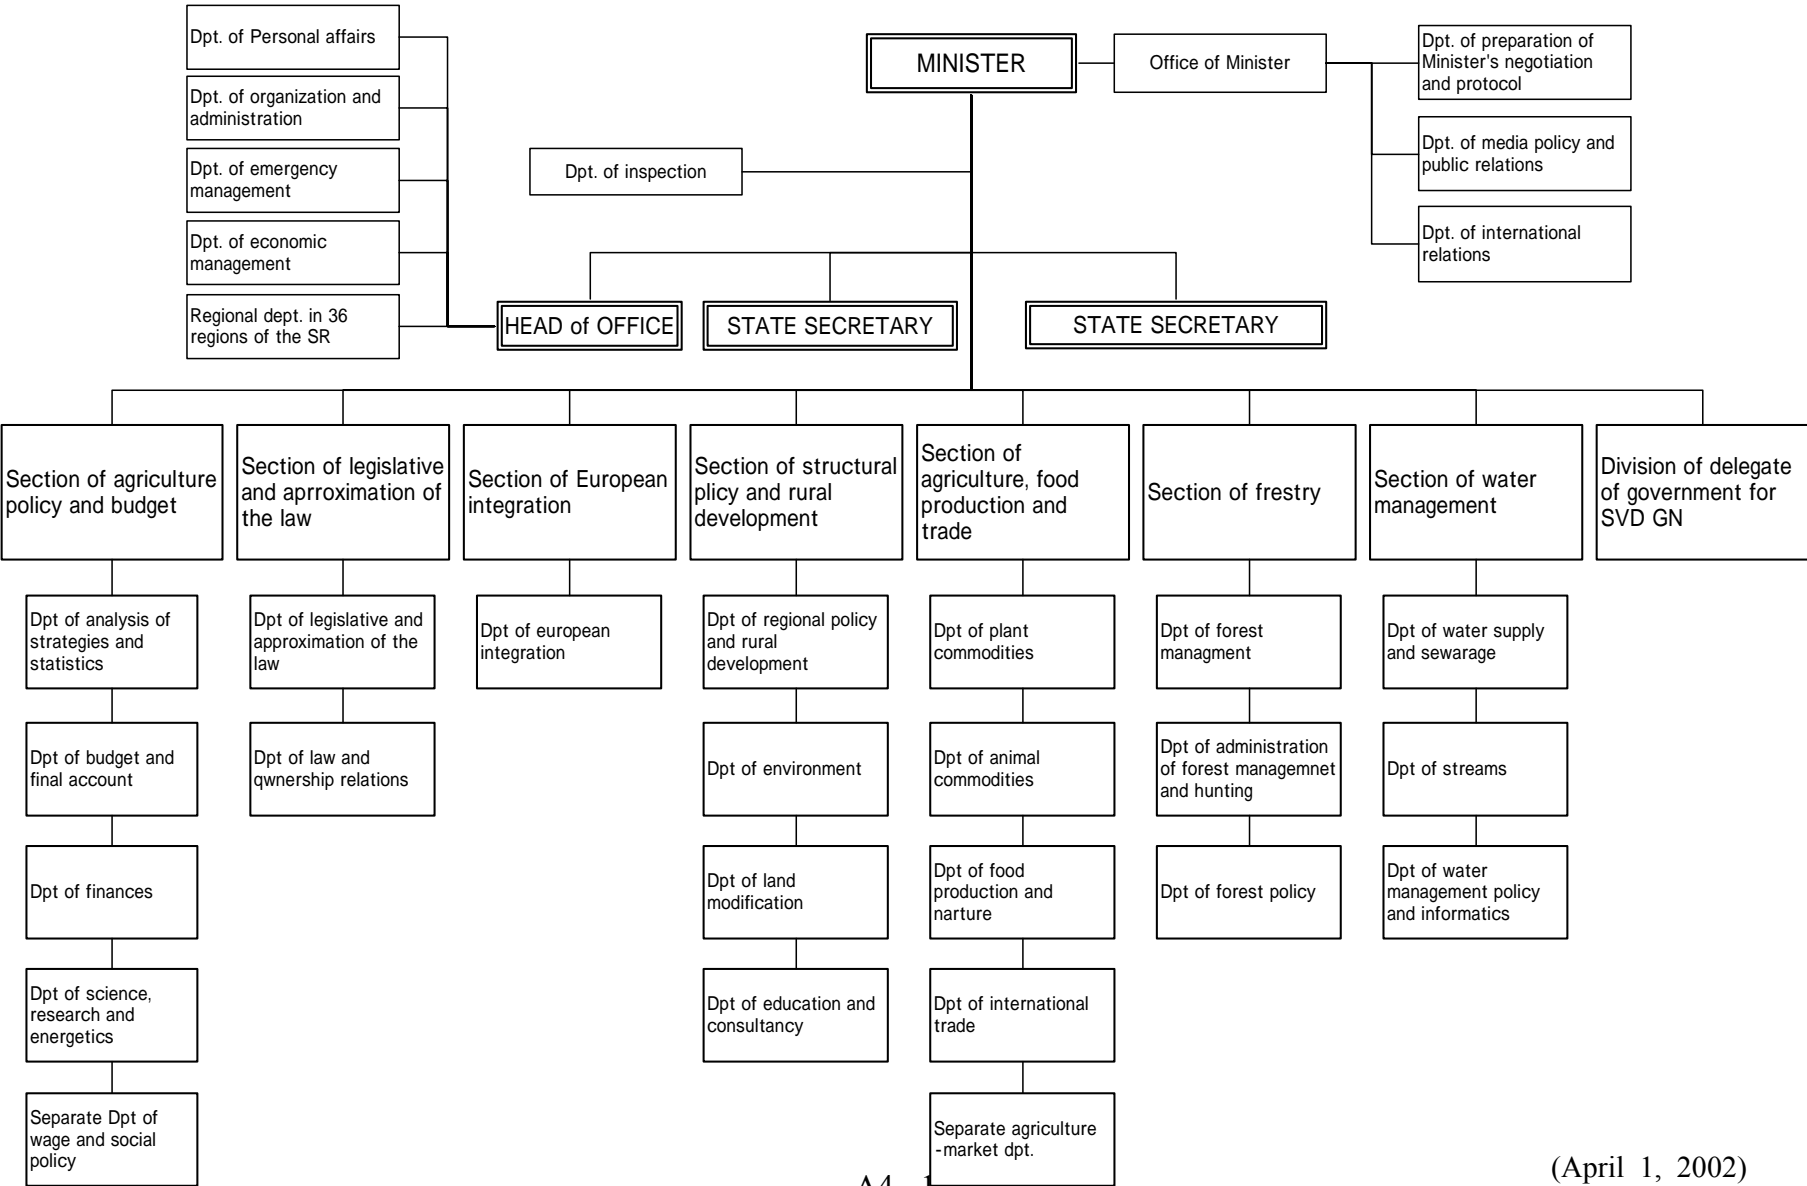 Dpt. of Personal affairs
Dpt. of organization and
administration
Dpt. of emergency
management
Dpt. of economic
management
Regional dept. in 36
regions of the SR
MINISTER
Office of Minister
Dpt. of preparation of
Minister's negotiation
and protocol
Dpt. of media policy and
public relations
Dpt. of international
relations
Dpt. of inspection
HEAD of OFFICE
STATE SECRETARY
STATE SECRETARY
Section of agriculture
policy and budget
Section of legislative
and aprroximation of
the law
Section of European
integration
Section of structural
plicy and rural
development
Section of
agriculture, food
production and
trade
Section of frestry
Section of water
management
Division of delegate
of government for
SVD GN
Dpt of analysis of
strategies and
statistics
Dpt of legislative and
approximation of the
law
Dpt of european
integration
Dpt of regional policy
and rural
development
Dpt of plant
commodities
Dpt of forest
managment
Dpt of water supply
and sewarage
Dpt of budget and
final account
Dpt of law and
qwnership relations
Dpt of environment
Dpt of animal
commodities
Dpt of administration
of forest managemnet
and hunting
Dpt of streams
Dpt of finances
Dpt of land
modification
Dpt of food
production and
narture
Dpt of forest policy
Dpt of water
management policy
and informatics
Dpt of science,
research and
energetics
Dpt of education and
consultancy
Dpt of international
trade
Separate Dpt of
wage and social
policy
Separate agriculture
-market dpt.
(April 1, 2002)